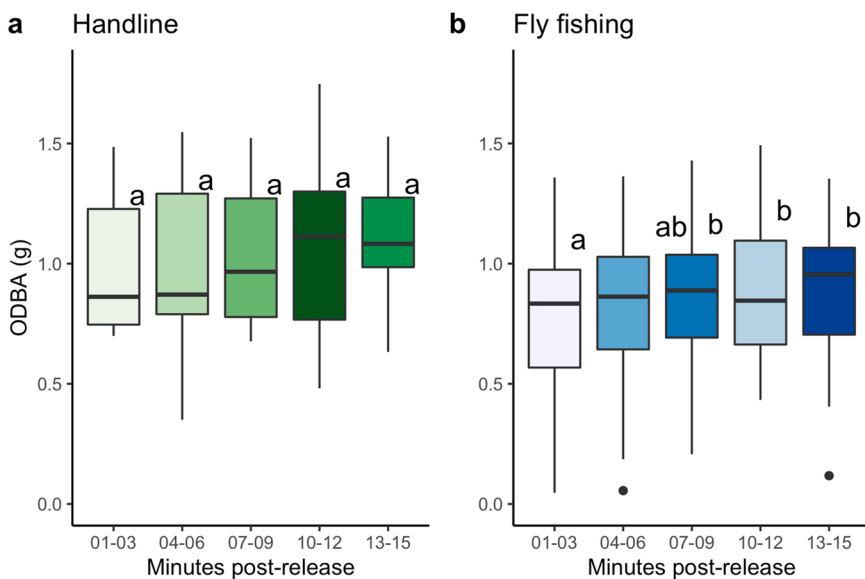 a Handline
b Fly fishing
ODBA (g)
1.5
1.0
0.5
0.0
a
a
a
a
a
01-03 04-06 07-09 10-12 13-15
Minutes post-release
1.5
1.0
0.5
0.0
a
ab
b
b
b
01-03 04-06 07-09 10-12 13-15
Minutes post-release